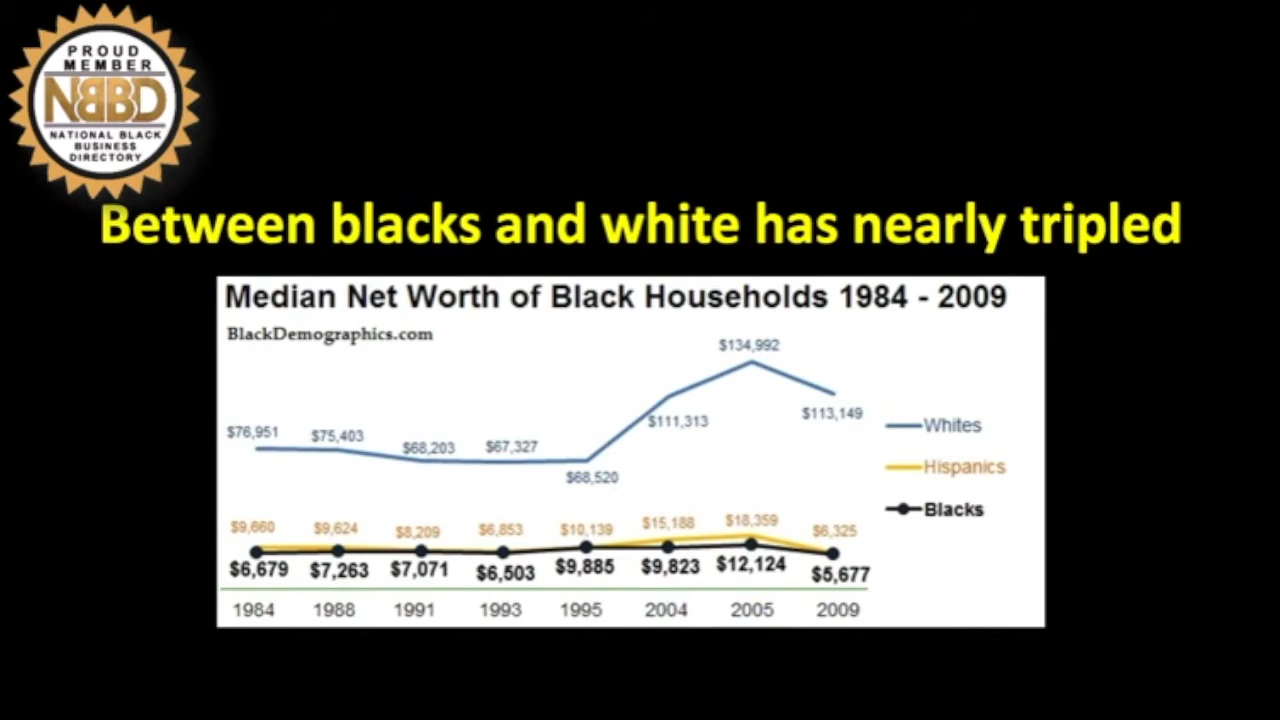 PROUD
MEMBER
NBBD
NATIONAL BLACK
BUSINESS
DIRECTORY
Between blacks and white has nearly tripled
Median Net Worth of Black Households 1984 - 2009
BlackDemographics.com
$134,992
$113,149
$111,313
$76,951 $75,403 $68,203 $67,327
$68,520
Whites
Hispanics
Blacks
$9,660 $9,624 $8,209 $6,853 $10,139 $15,188 $18,359 $6,325
$6,679 $7,263 $7,071 $6,503 $9,885 $9,823 $12,124 $5,677
1984 1988 1991 1993 1995 2004 2005 2009